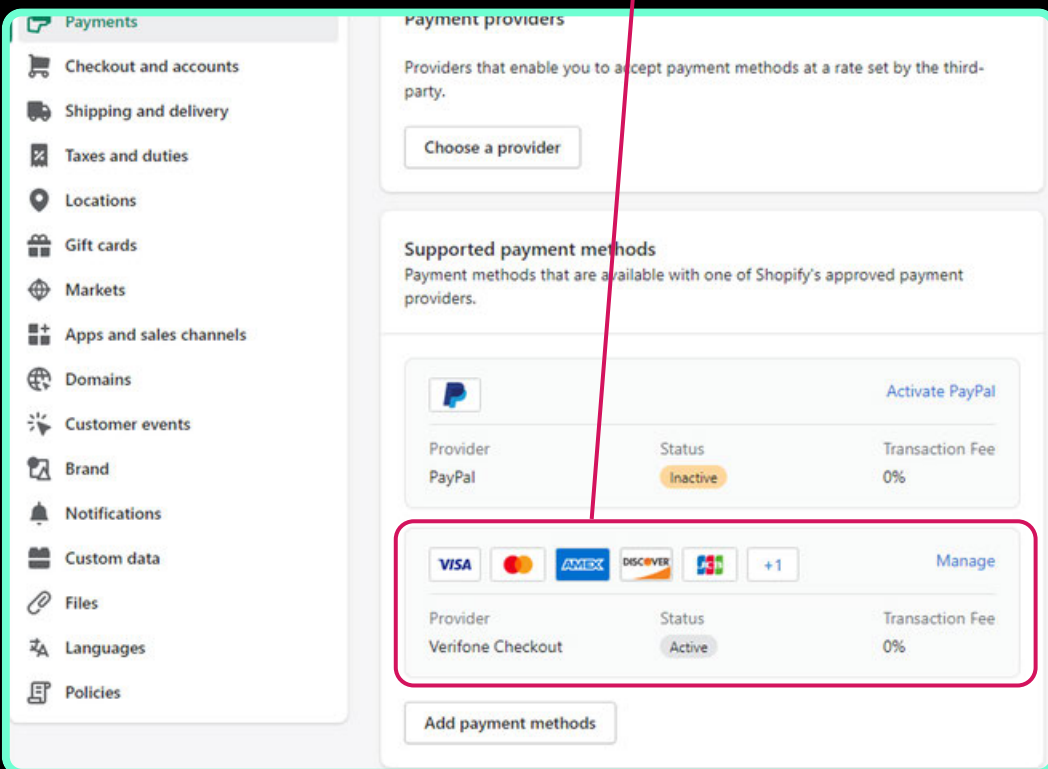 Payments
Checkout and accounts
Shipping and delivery
Taxes and duties
Locations
Gift cards
Markets
Apps and sales channels
Domains
Customer events
Brand
Notifications
Custom data
Files
Languages
Policies
Payment providers
Providers that enable you to accept payment methods at a rate set by the third-
party.
Choose a provider
Supported payment methods
Payment methods that are available with one of Shopify's approved payment
providers.
Activate PayPal
Provider Status Transaction Fee
PayPal Inactive 0%
VISA AMEX DISCOVER JCB +1 Manage
Provider Status Transaction Fee
Verifone Checkout Active 0%
Add payment methods